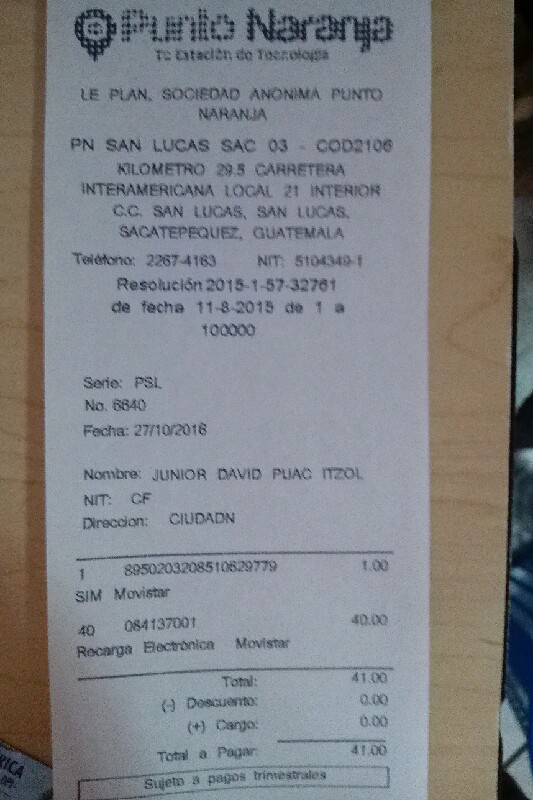 Punto Naranja
Tu Estación de Tecnología
LE PLAN, SOCIEDAD ANONIMA PUNTO
NARANJA
PN SAN LUCAS SAC 03 - COD2106
KILOMETRO 29.5 CARRETERA
INTERAMERICANA LOCAL 21 INTERIOR
C.C. SAN LUCAS, SAN LUCAS,
SACATEPEQUEZ, GUATEMALA
Teléfono: 2267-4163 NIT: 5104349-1
Resolución 2015-1-57-32761
de fecha 11-8-2015 de 1 a
100000
Serie: PSL
No. 6640
Fecha: 27/10/2016
Nombre: JUNIOR DAVID PUAC ITZOL
NIT: CF
Direccion: CIUDADN
1 8950203208510629779 1.00
SIM Movistar
40 084137001 40.00
Recarga Electrónica Movistar
Total: 41.00
(-) Descuento: 0.00
(+) Cargo: 0.00
Total a Pagar: 41.00
Sujeto a pagos trimestrales